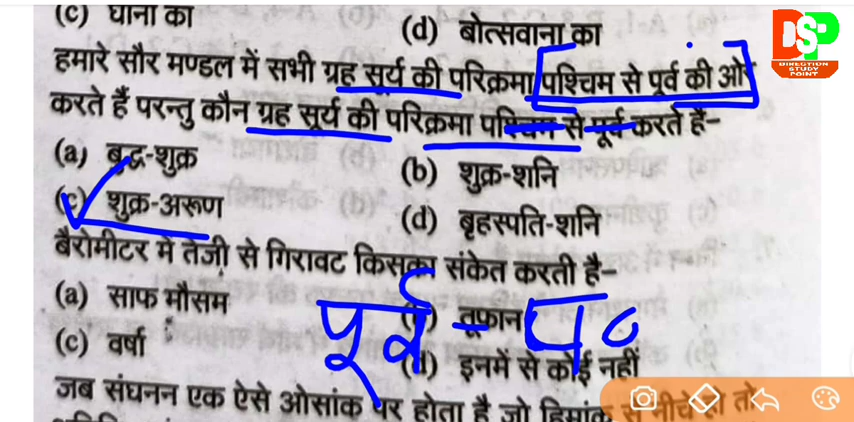 (c) घाना का
(d) बोत्सवाना का
हमारे सौर मण्डल में सभी ग्रह सूर्य की परिक्रमा पश्चिम से पूर्व की ओर
करते हैं परन्तु कौन ग्रह सूर्य की परिक्रमा पश्चिम से पूर्व करते हैं–
(a) बुद्ध-शुक्र
(b) शुक्र-शनि
(c) शुक्र-अरूण
(d) बृहस्पति-शनि
बैरोमीटर में तेजी से गिरावट किसका संकेत करती है–
(a) साफ मौसम
(b) तूफान
(c) वर्षा
(d) इनमें से कोई नहीं
पूर्व प०
जब संघनन एक ऐसे ओसांक पर होता है जो हिमांक से नीचे हो तो
DSP
DIRECTION
STUDY
POINT